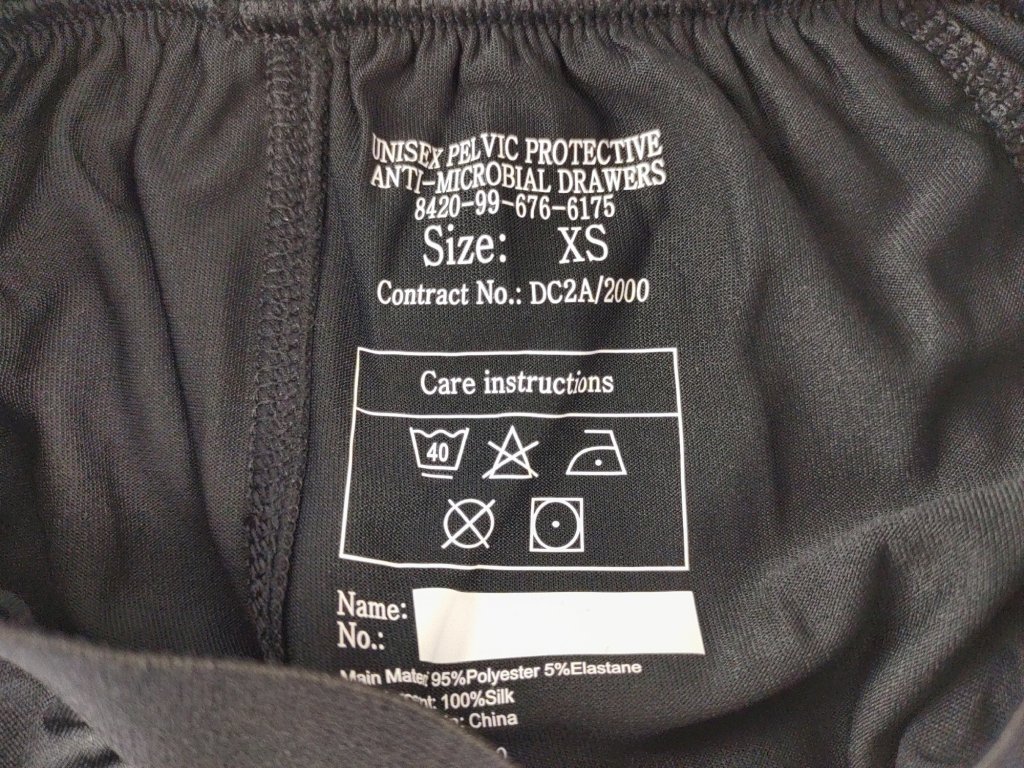 UNISEX PELVIC PROTECTIVE
ANTI-MICROBIAL DRAWERS
8420-99-676-6175
Size: XS
Contract No.: DC2A/2000
Care instructions
40
Name:
No.:
Main 95%Polyester 5%Elastane
100%Silk
China